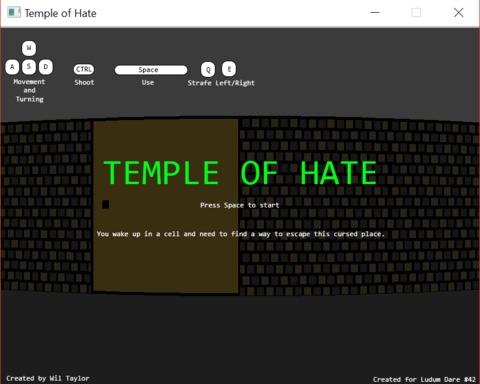 Temple of Hate
W
A S D CTRL Space Q E
Movement and Turning
Shoot
Use
Strafe Left/Right
TEMPLE OF HATE
Press Space to start
You wake up in a cell and need to find a way to escape this cursed place.
Created by Wil Taylor
Created for Ludum Dare #42